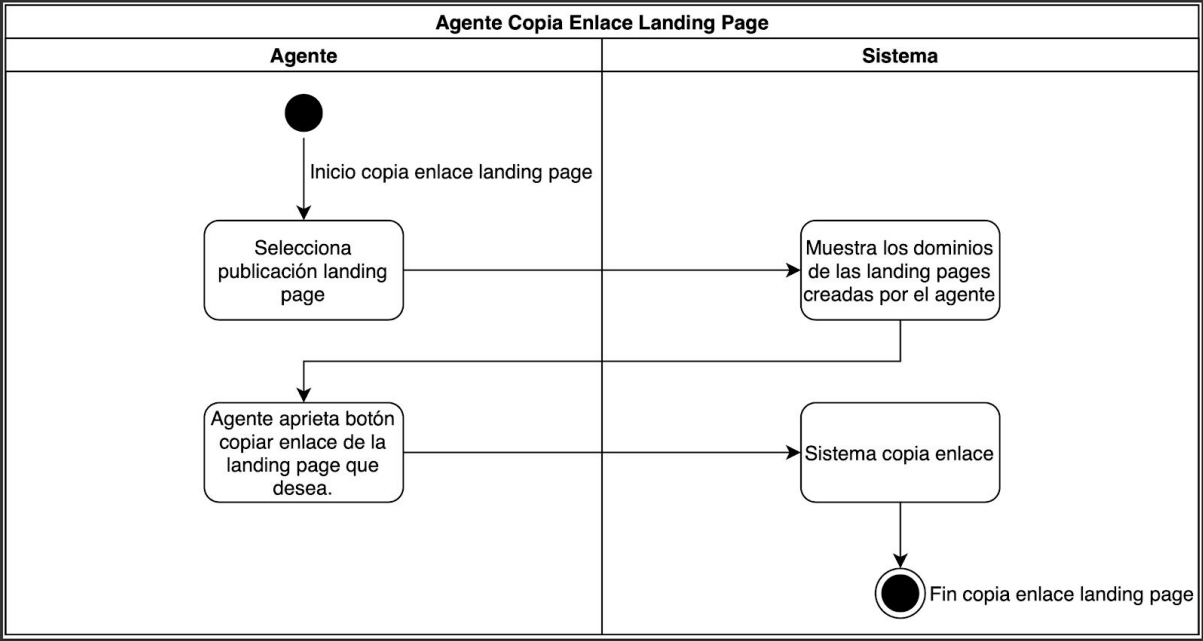 Agente Copia Enlace Landing Page
Agente
Sistema
Inicio copia enlace landing page
Selecciona
publicación landing
page
Muestra los dominios
de las landing pages
creadas por el agente
Agente aprieta botón
copiar enlace de la
landing page que
desea.
Sistema copia enlace
Fin copia enlace landing page